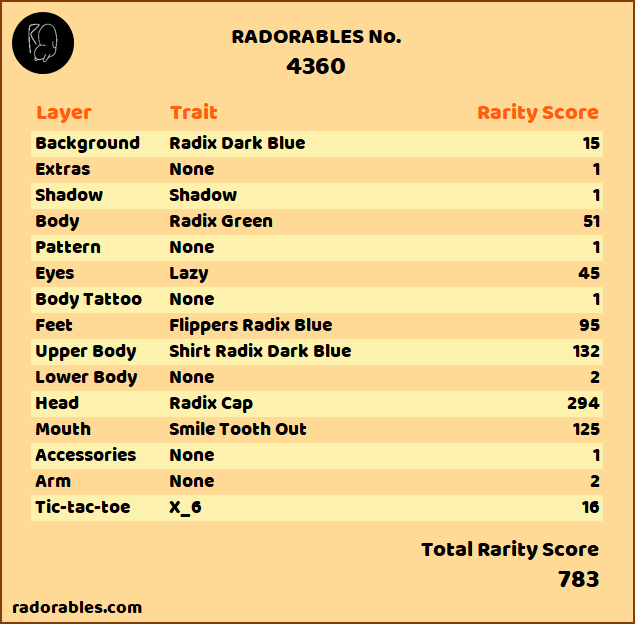 RADORABLES No.
4360
Layer Trait Rarity Score
Background Radix Dark Blue 15
Extras None 1
Shadow Shadow 1
Body Radix Green 51
Pattern None 1
Eyes Lazy 45
Body Tattoo None 1
Feet Flippers Radix Blue 95
Upper Body Shirt Radix Dark Blue 132
Lower Body None 2
Head Radix Cap 294
Mouth Smile Tooth Out 125
Accessories None 1
Arm None 2
Tic-tac-toe X_6 16
Total Rarity Score
783
radorables.com